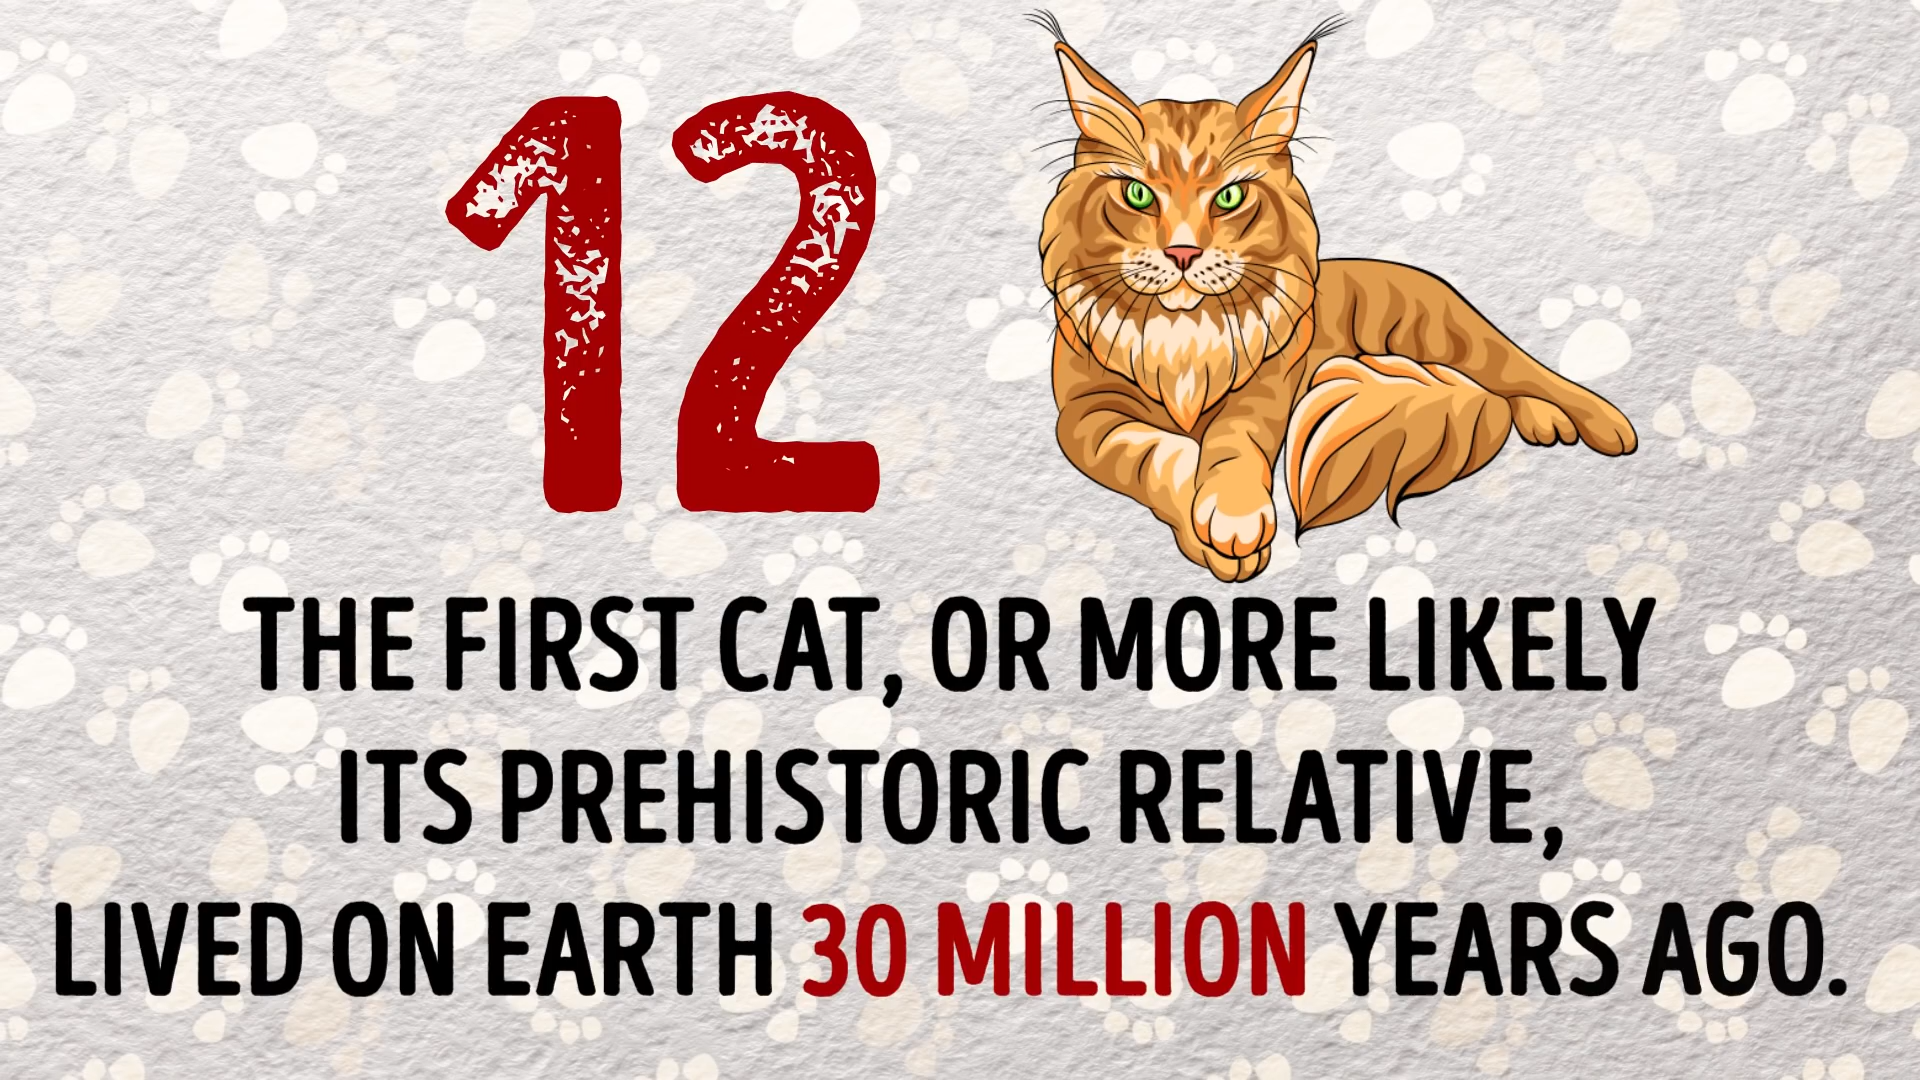 12
THE FIRST CAT, OR MORE LIKELY
ITS PREHISTORIC RELATIVE,
LIVED ON EARTH 30 MILLION YEARS AGO.